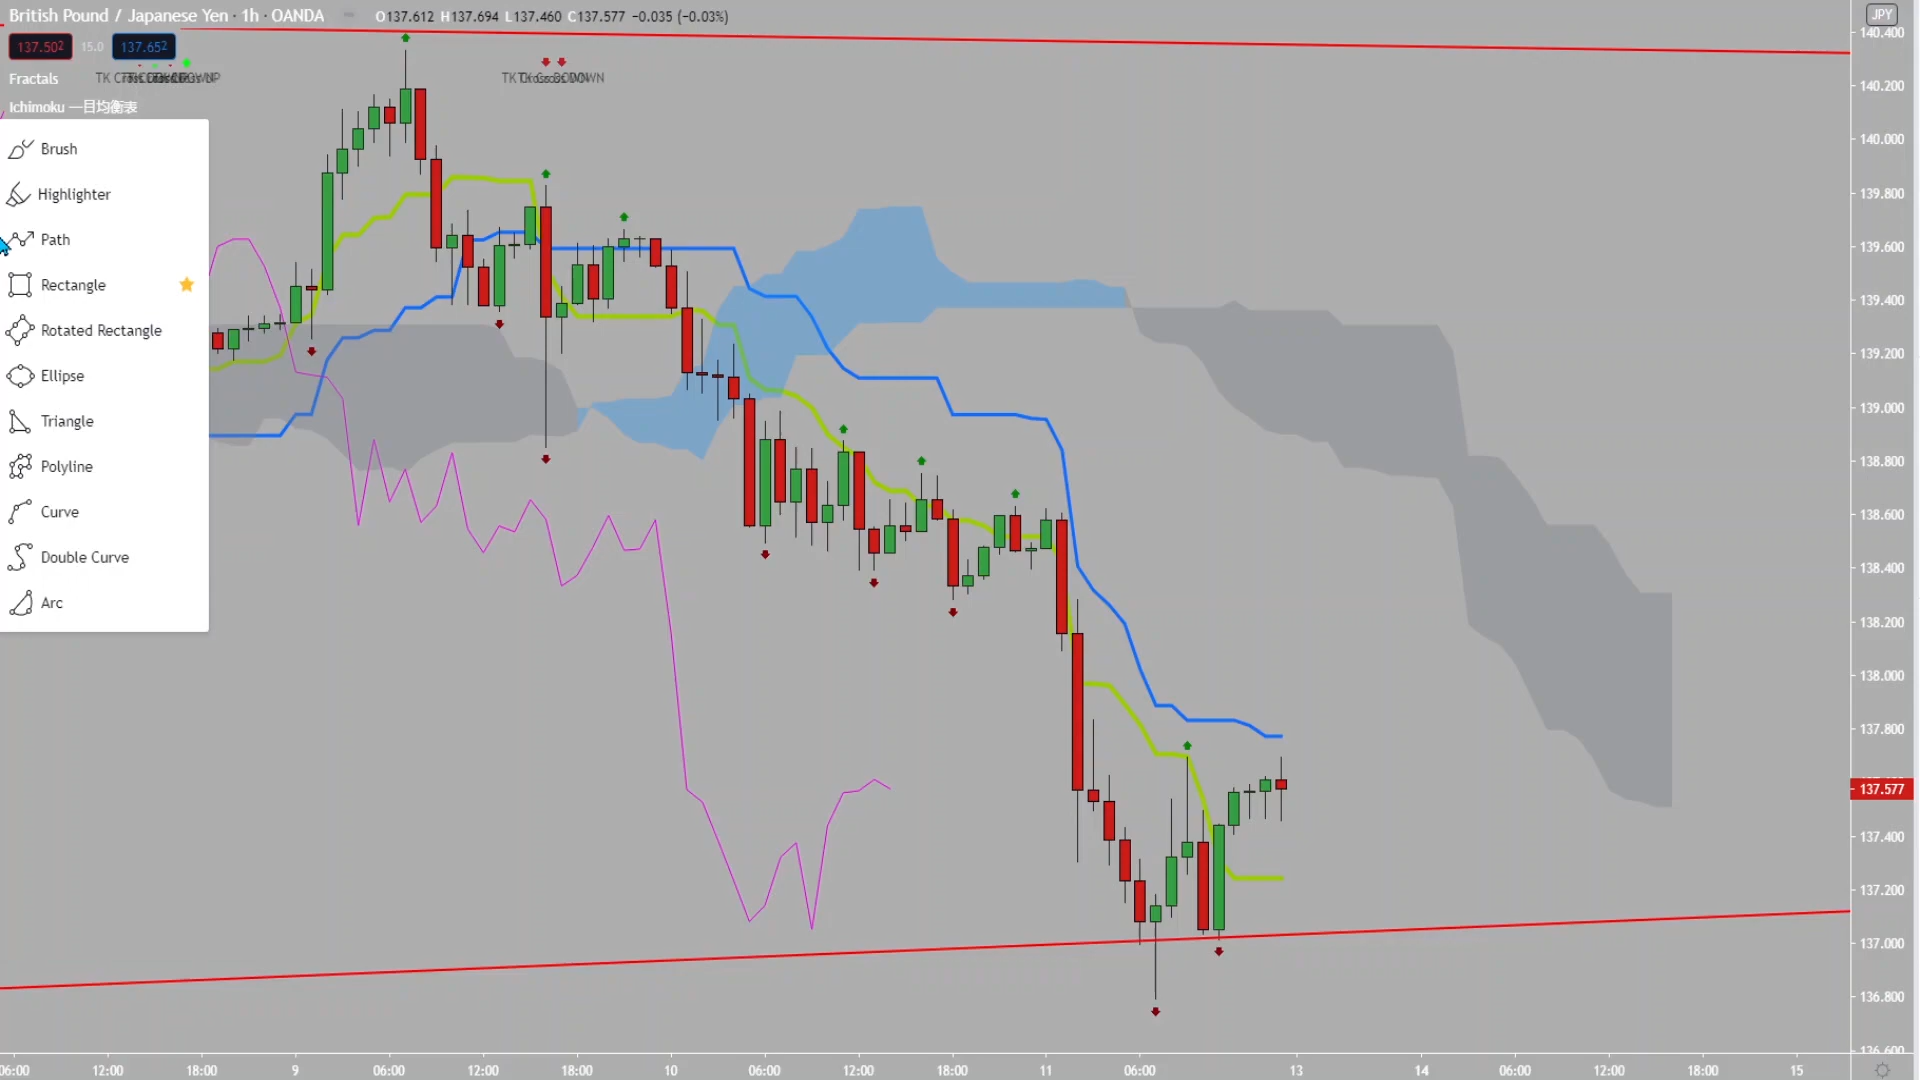 British Pound / Japanese Yen · 1h · OANDA O137.612 H137.694 L137.460 C137.577 −0.035 (−0.03%)
137.502 15.0 137.652
Fractals
Ichimoku 一目均衡表
Brush
Highlighter
Path
Rectangle
Rotated Rectangle
Ellipse
Triangle
Polyline
Curve
Double Curve
Arc
JPY
140.400
140.200
140.000
139.800
139.600
139.400
139.200
139.000
138.800
138.600
138.400
138.200
138.000
137.800
137.577
137.400
137.200
137.000
136.800
136.600
06:00 12:00 18:00 9 06:00 12:00 18:00 10 06:00 12:00 18:00 11 06:00 13 14 06:00 12:00 18:00 15